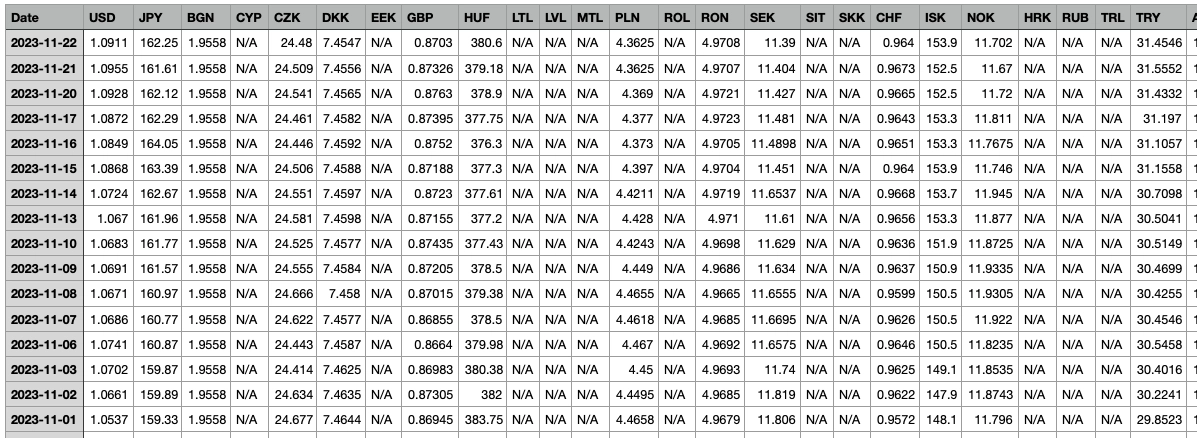 Date USD JPY BGN CYP CZK DKK EEK GBP HUF LTL LVL MTL PLN ROL RON SEK SIT SKK CHF ISK NOK HRK RUB TRL TRY
2023-11-22 1.0911 162.25 1.9558 N/A 24.48 7.4547 N/A 0.8703 380.6 N/A N/A N/A 4.3625 N/A 4.9708 11.39 N/A N/A 0.964 153.9 11.702 N/A N/A N/A 31.4546
2023-11-21 1.0955 161.61 1.9558 N/A 24.509 7.4556 N/A 0.87326 379.18 N/A N/A N/A 4.3625 N/A 4.9707 11.404 N/A N/A 0.9673 152.5 11.67 N/A N/A N/A 31.5552
2023-11-20 1.0928 162.12 1.9558 N/A 24.541 7.4565 N/A 0.8763 378.9 N/A N/A N/A 4.369 N/A 4.9721 11.427 N/A N/A 0.9665 152.5 11.72 N/A N/A N/A 31.4332
2023-11-17 1.0872 162.29 1.9558 N/A 24.461 7.4582 N/A 0.87395 377.75 N/A N/A N/A 4.377 N/A 4.9723 11.481 N/A N/A 0.9643 153.3 11.811 N/A N/A N/A 31.197
2023-11-16 1.0849 164.05 1.9558 N/A 24.446 7.4592 N/A 0.8752 376.3 N/A N/A N/A 4.373 N/A 4.9705 11.4898 N/A N/A 0.9651 153.3 11.7675 N/A N/A N/A 31.1057
2023-11-15 1.0868 163.39 1.9558 N/A 24.506 7.4588 N/A 0.87188 377.3 N/A N/A N/A 4.397 N/A 4.9704 11.451 N/A N/A 0.964 153.9 11.746 N/A N/A N/A 31.1558
2023-11-14 1.0724 162.67 1.9558 N/A 24.551 7.4597 N/A 0.8723 377.61 N/A N/A N/A 4.4211 N/A 4.9719 11.6537 N/A N/A 0.9668 153.7 11.945 N/A N/A N/A 30.7098
2023-11-13 1.067 161.96 1.9558 N/A 24.581 7.4598 N/A 0.87155 377.2 N/A N/A N/A 4.428 N/A 4.971 11.61 N/A N/A 0.9656 153.3 11.877 N/A N/A N/A 30.5041
2023-11-10 1.0683 161.77 1.9558 N/A 24.525 7.4577 N/A 0.87435 377.43 N/A N/A N/A 4.4243 N/A 4.9698 11.629 N/A N/A 0.9636 151.9 11.8725 N/A N/A N/A 30.5149
2023-11-09 1.0691 161.57 1.9558 N/A 24.555 7.4584 N/A 0.87205 378.5 N/A N/A N/A 4.449 N/A 4.9686 11.634 N/A N/A 0.9637 150.9 11.9335 N/A N/A N/A 30.4699
2023-11-08 1.0671 160.97 1.9558 N/A 24.666 7.458 N/A 0.87015 379.38 N/A N/A N/A 4.4655 N/A 4.9665 11.6555 N/A N/A 0.9599 150.5 11.9305 N/A N/A N/A 30.4255
2023-11-07 1.0686 160.77 1.9558 N/A 24.622 7.4577 N/A 0.86855 378.5 N/A N/A N/A 4.4618 N/A 4.9685 11.6695 N/A N/A 0.9626 150.5 11.922 N/A N/A N/A 30.4546
2023-11-06 1.0741 160.87 1.9558 N/A 24.443 7.4587 N/A 0.8664 379.98 N/A N/A N/A 4.467 N/A 4.9692 11.6575 N/A N/A 0.9646 150.5 11.8235 N/A N/A N/A 30.5458
2023-11-03 1.0702 159.87 1.9558 N/A 24.414 7.4625 N/A 0.86983 380.38 N/A N/A N/A 4.45 N/A 4.9693 11.74 N/A N/A 0.9625 149.1 11.8535 N/A N/A N/A 30.4016
2023-11-02 1.0661 159.89 1.9558 N/A 24.634 7.4635 N/A 0.87305 382 N/A N/A N/A 4.4495 N/A 4.9685 11.819 N/A N/A 0.9622 147.9 11.8743 N/A N/A N/A 30.2241
2023-11-01 1.0537 159.33 1.9558 N/A 24.677 7.4644 N/A 0.86945 383.75 N/A N/A N/A 4.4658 N/A 4.9679 11.806 N/A N/A 0.9572 148.1 11.796 N/A N/A N/A 29.8523